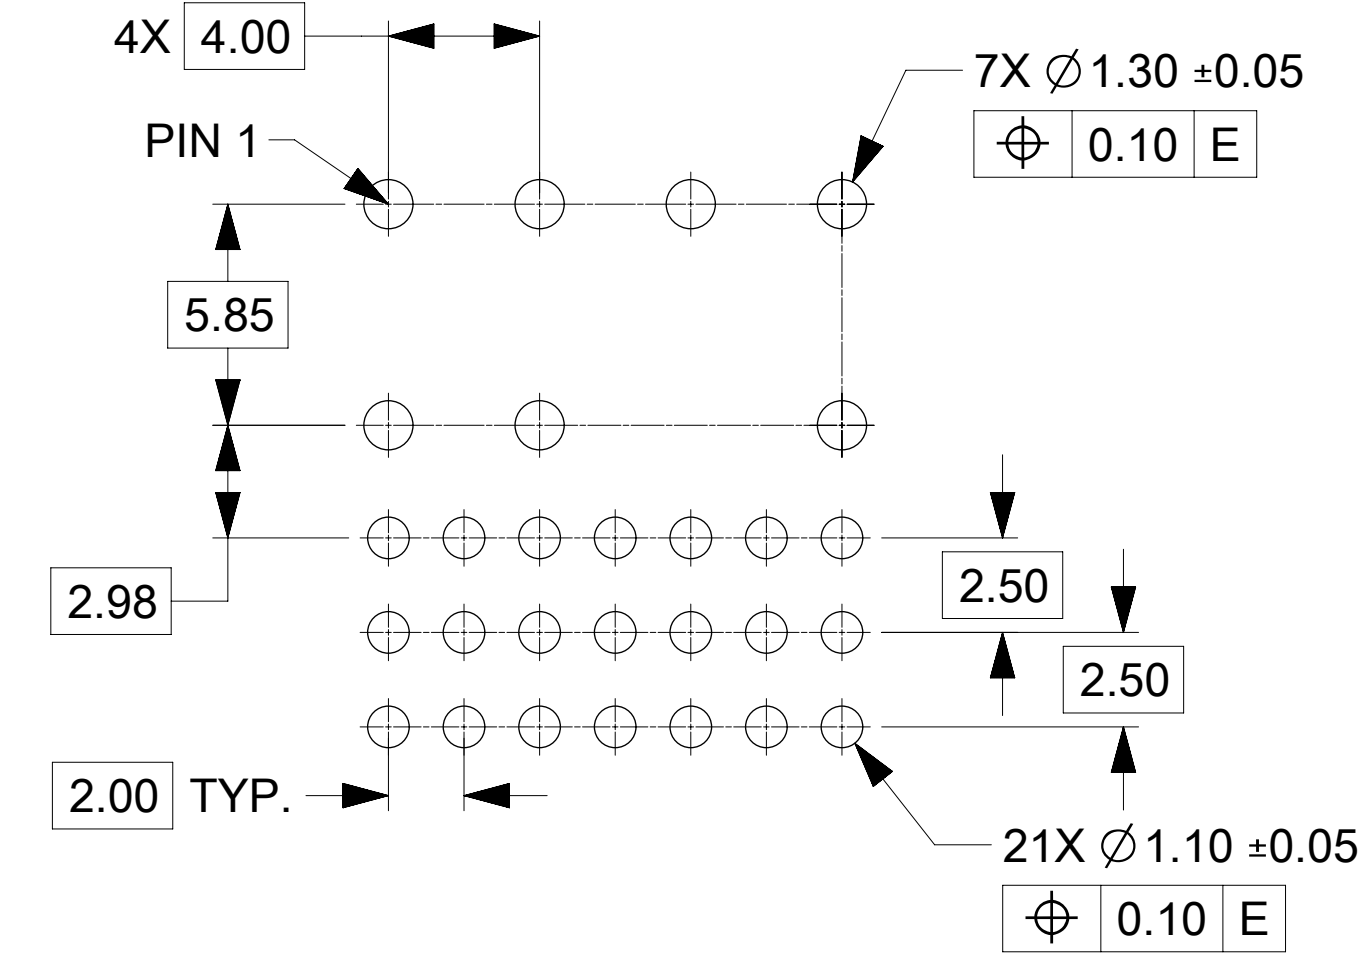 4X 4.00
7X ∅ 1.30 ±0.05
⌖ 0.10 E
PIN 1
5.85
2.98
2.50
2.50
2.00 TYP.
21X ∅ 1.10 ±0.05
⌖ 0.10 E